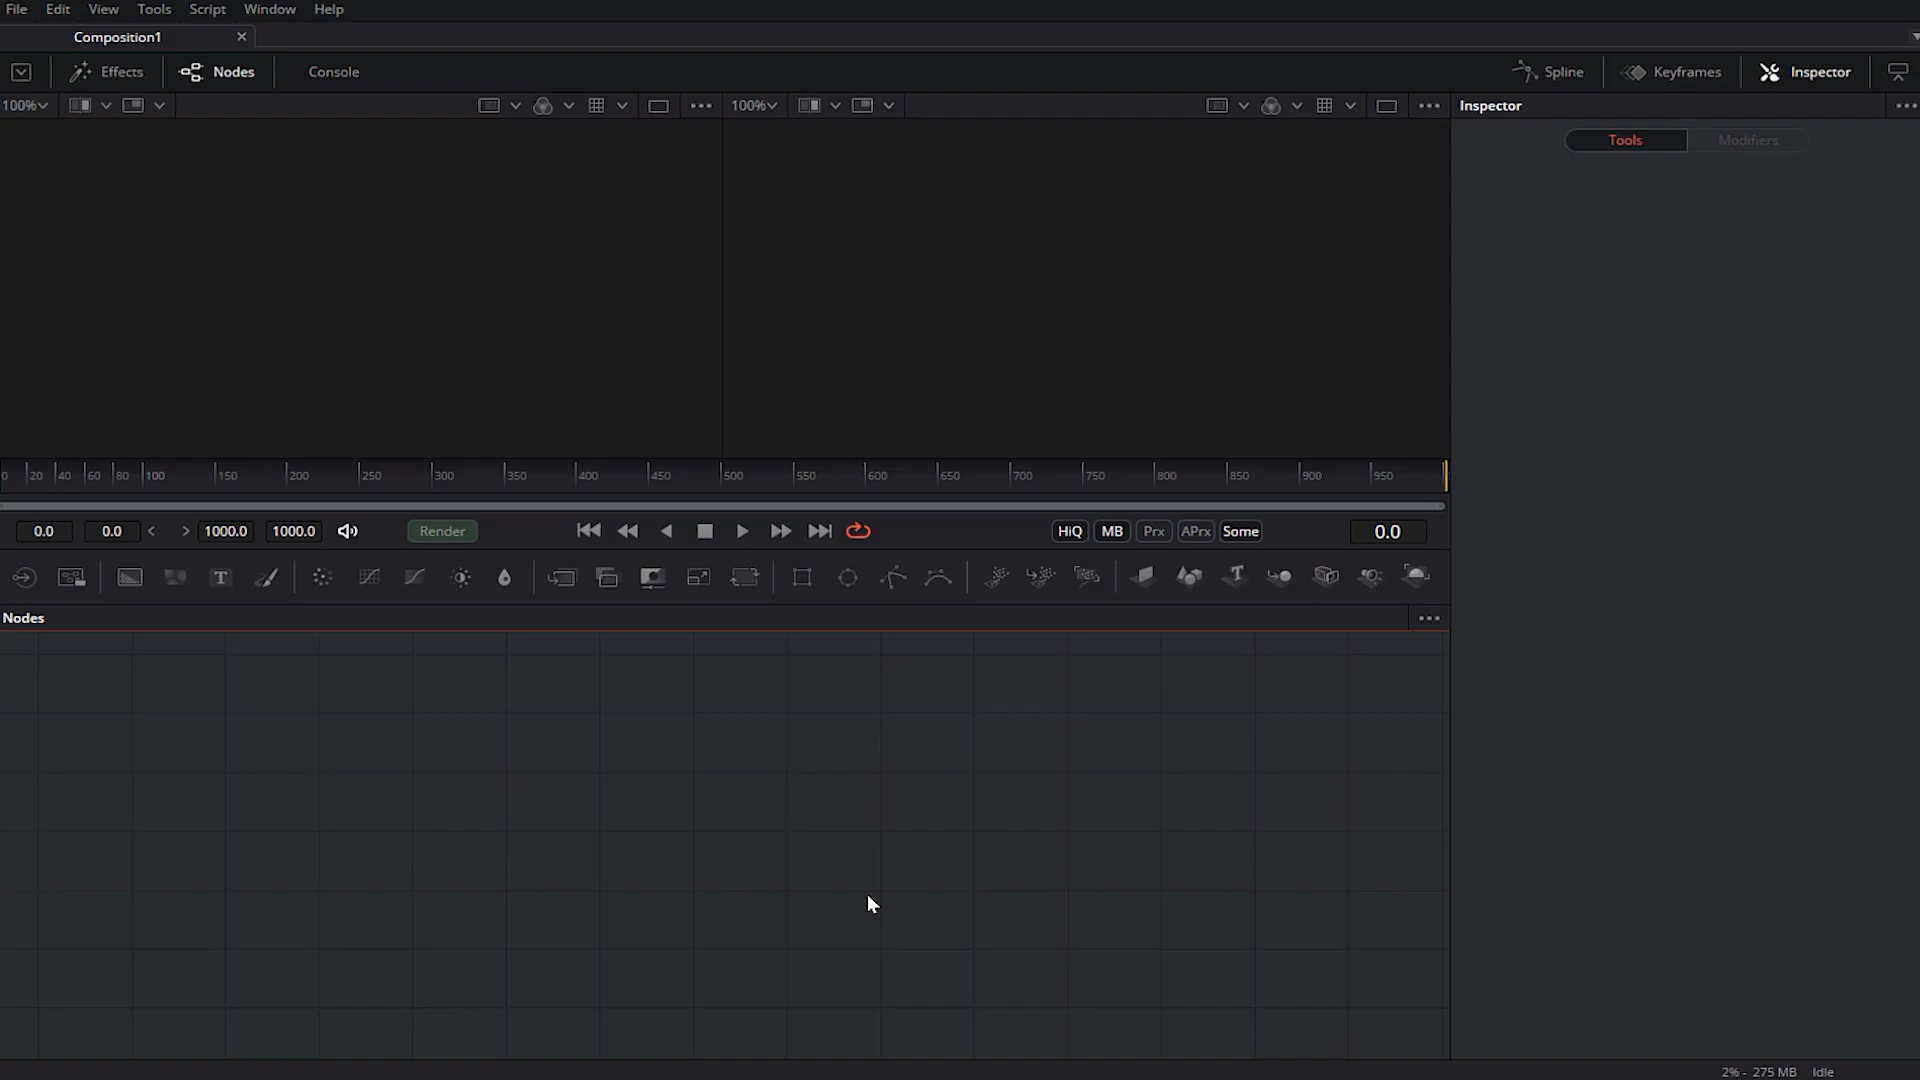 File Edit View Tools Script Window Help
Composition1
Effects Nodes Console Spline Keyframes Inspector
100% 100% Inspector
Tools Modifiers
0 20 40 60 80 100 150 200 250 300 350 400 450 500 550 600 650 700 750 800 850 900 950
0.0 0.0 < > 1000.0 1000.0 Render HiQ MB Prx APrx Some 0.0
T
Nodes
2% - 275 MB Idle